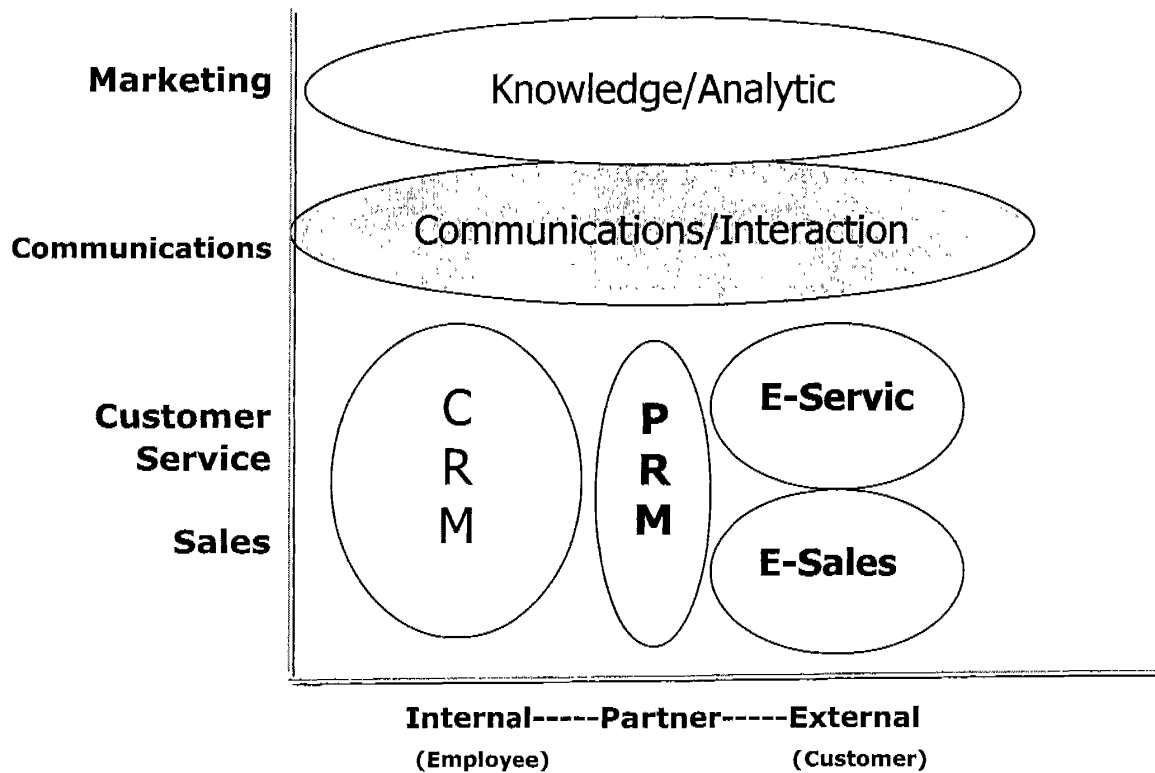 Marketing
Knowledge/Analytic
Communications
Communications/Interaction
Customer
Service
Sales
C
R
M
P
R
M
E-Servic
E-Sales
Internal-----Partner-----External
(Employee)
(Customer)